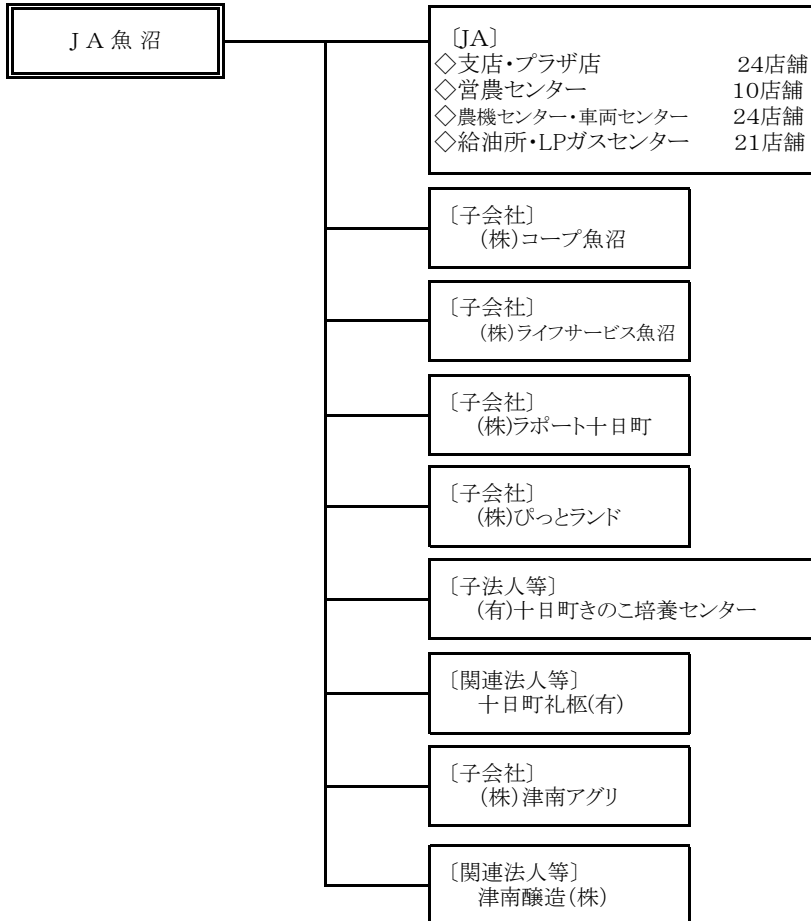 JA魚沼
〔JA〕
◇支店・プラザ店 24店舗
◇営農センター 10店舗
◇農機センター・車両センター 24店舗
◇給油所・LPガスセンター 21店舗
〔子会社〕
(株)コープ魚沼
〔子会社〕
(株)ライフサービス魚沼
〔子会社〕
(株)ラポート十日町
〔子会社〕
(株)ぴっとランド
〔子法人等〕
(有)十日町きのこ培養センター
〔関連法人等〕
十日町礼柩(有)
〔子会社〕
(株)津南アグリ
〔関連法人等〕
津南醸造(株)